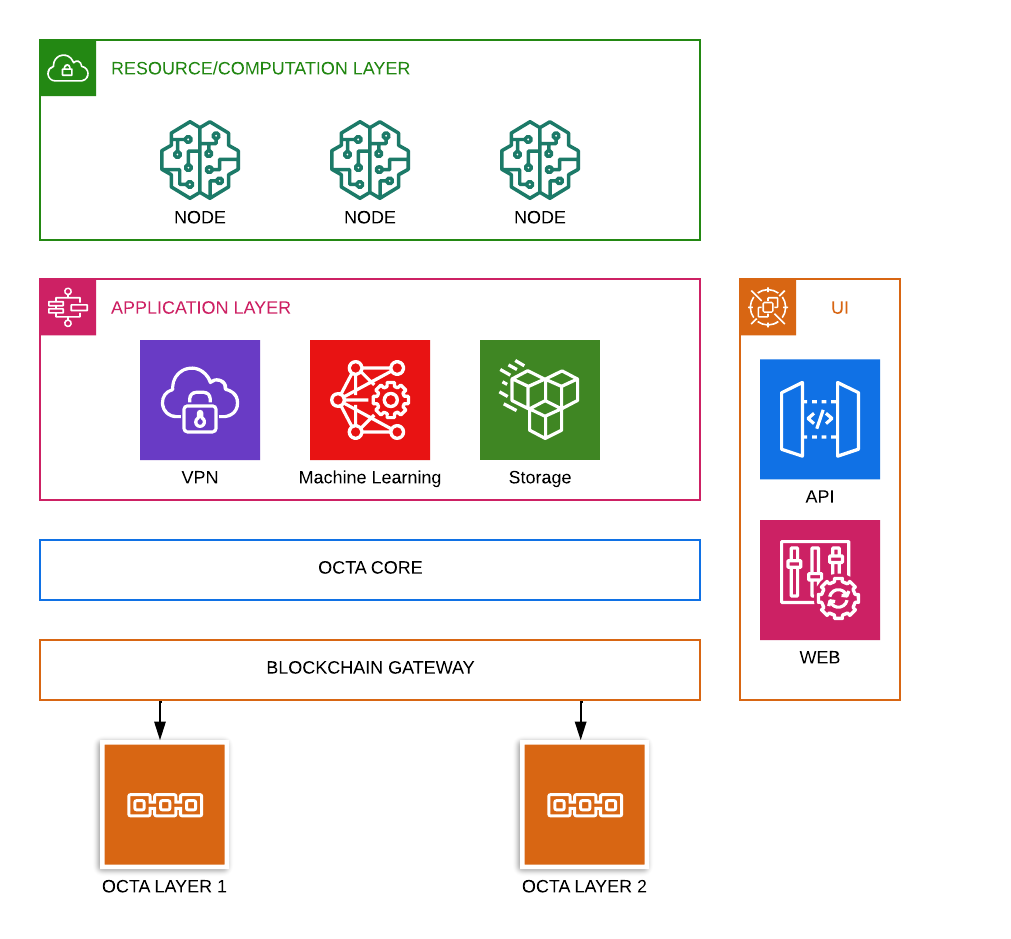 RESOURCE/COMPUTATION LAYER
NODE
NODE
NODE
APPLICATION LAYER
VPN
Machine Learning
Storage
UI
API
WEB
OCTA CORE
BLOCKCHAIN GATEWAY
OCTA LAYER 1
OCTA LAYER 2